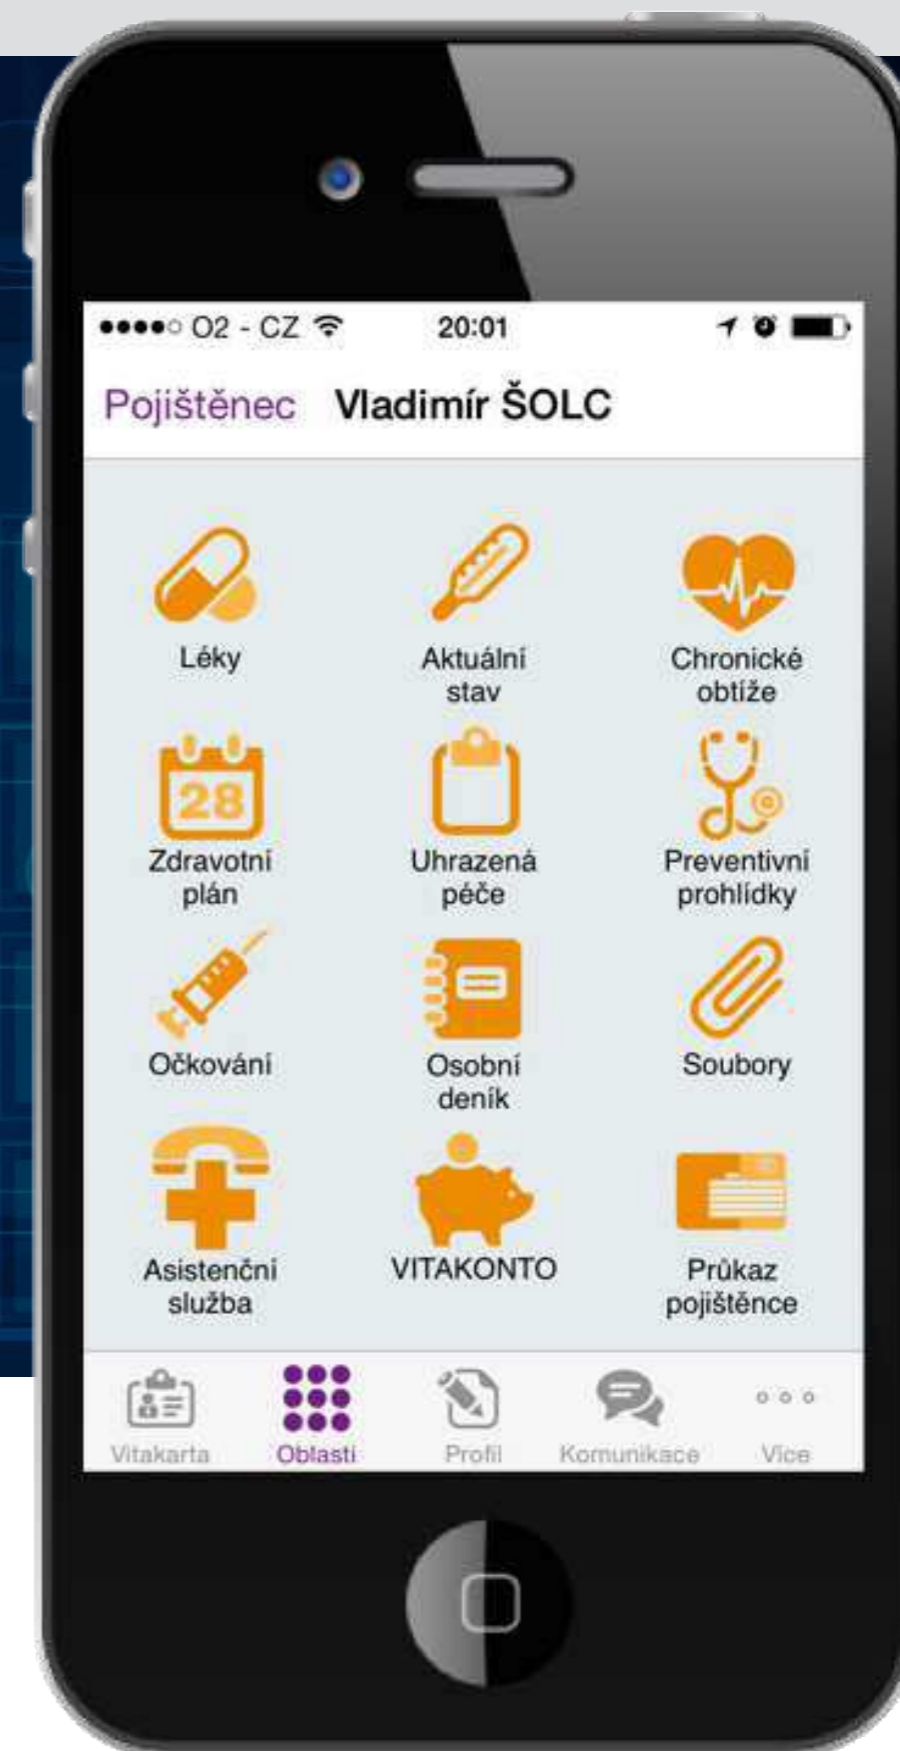 O2 - CZ 20:01
Pojištěnec Vladimír ŠOLC
Léky
Aktuální
stav
Chronické
obtíže
28
Zdravotní
plán
Uhrazená
péče
Preventivní
prohlídky
Očkování
Osobní
deník
Soubory
Asistenční
služba
VITAKONTO
Průkaz
pojištěnce
Vitakarta
Oblasti
Profil
Komunikace
Více